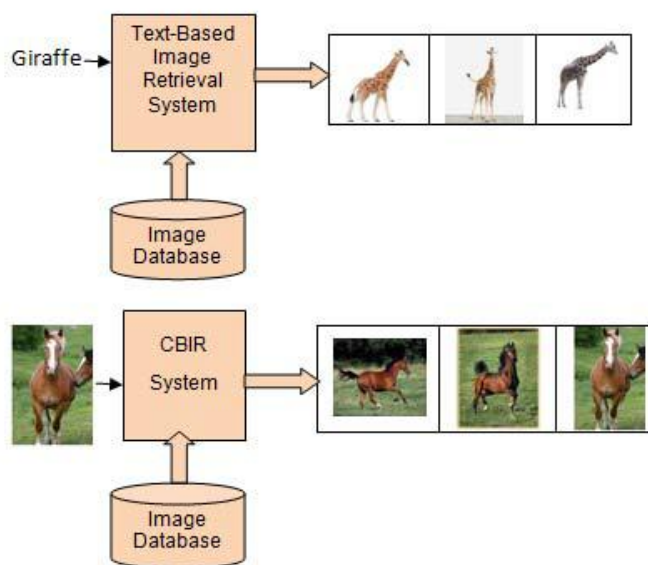 Giraffe
Text-Based
Image
Retrieval
System
Image
Database
CBIR
System
Image
Database